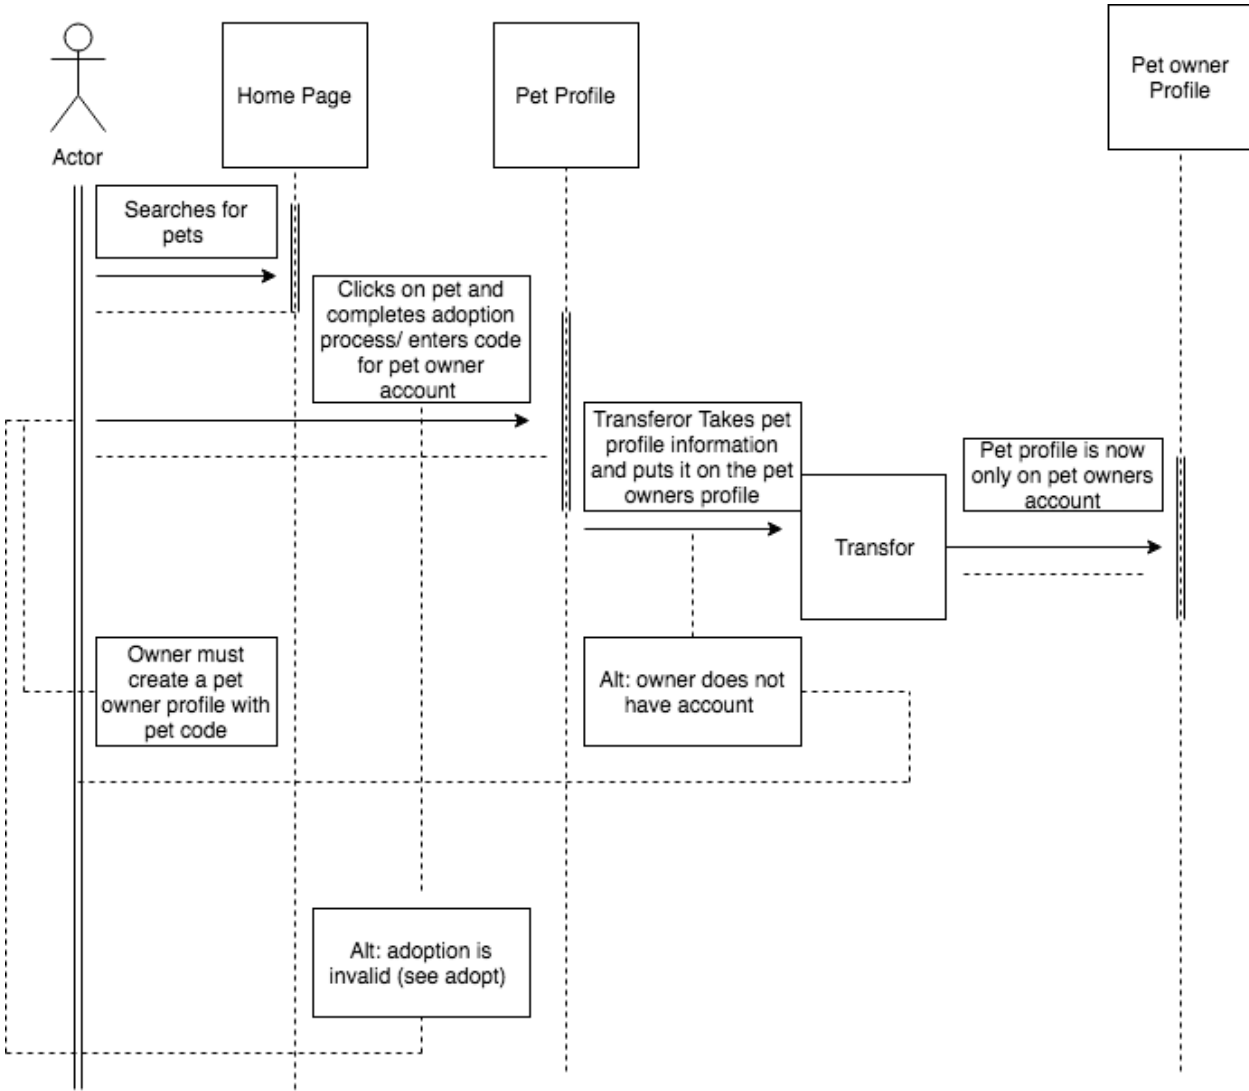 Actor
Home Page
Pet Profile
Pet owner
Profile
Searches for
pets
Clicks on pet and
completes adoption
process/ enters code
for pet owner
account
Transferor Takes pet
profile information
and puts it on the pet
owners profile
Transfor
Pet profile is now
only on pet owners
account
Owner must
create a pet
owner profile with
pet code
Alt: owner does not
have account
Alt: adoption is
invalid (see adopt)